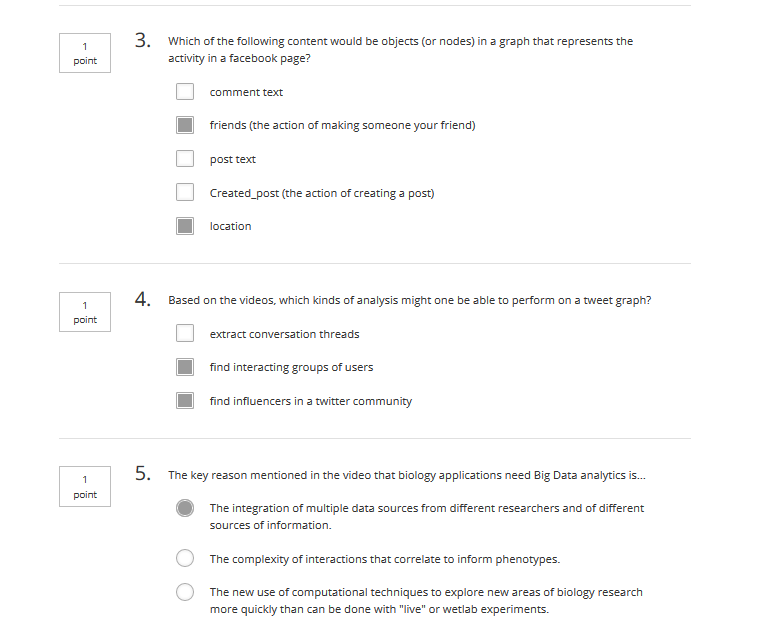 1
point
3.
Which of the following content would be objects (or nodes) in a graph that represents the
activity in a facebook page?
comment text
friends (the action of making someone your friend)
post text
Created_post (the action of creating a post)
location
1
point
4.
Based on the videos, which kinds of analysis might one be able to perform on a tweet graph?
extract conversation threads
find interacting groups of users
find influencers in a twitter community
1
point
5.
The key reason mentioned in the video that biology applications need Big Data analytics is...
The integration of multiple data sources from different researchers and of different
sources of information.
The complexity of interactions that correlate to inform phenotypes.
The new use of computational techniques to explore new areas of biology research
more quickly than can be done with "live" or wetlab experiments.